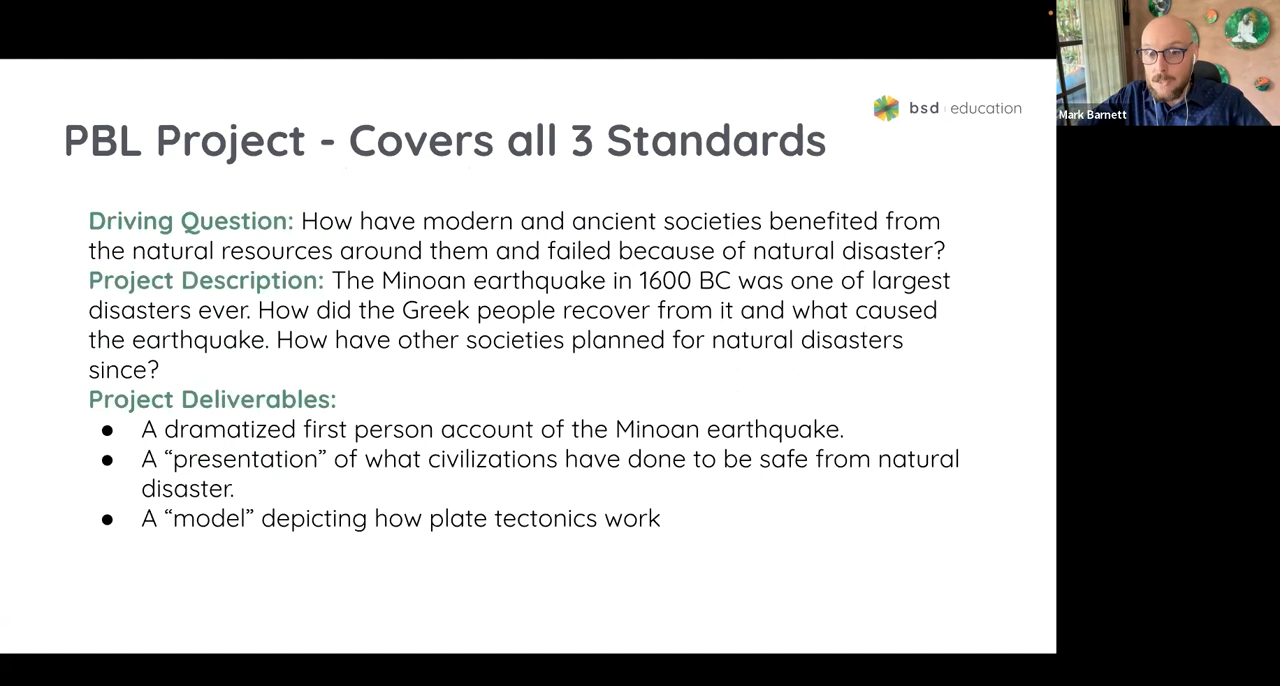 bsd education
Mark Barnett
PBL Project - Covers all 3 Standards
Driving Question: How have modern and ancient societies benefited from
the natural resources around them and failed because of natural disaster?
Project Description: The Minoan earthquake in 1600 BC was one of largest
disasters ever. How did the Greek people recover from it and what caused
the earthquake. How have other societies planned for natural disasters
since?
Project Deliverables:
● A dramatized first person account of the Minoan earthquake.
● A “presentation” of what civilizations have done to be safe from natural
disaster.
● A “model” depicting how plate tectonics work